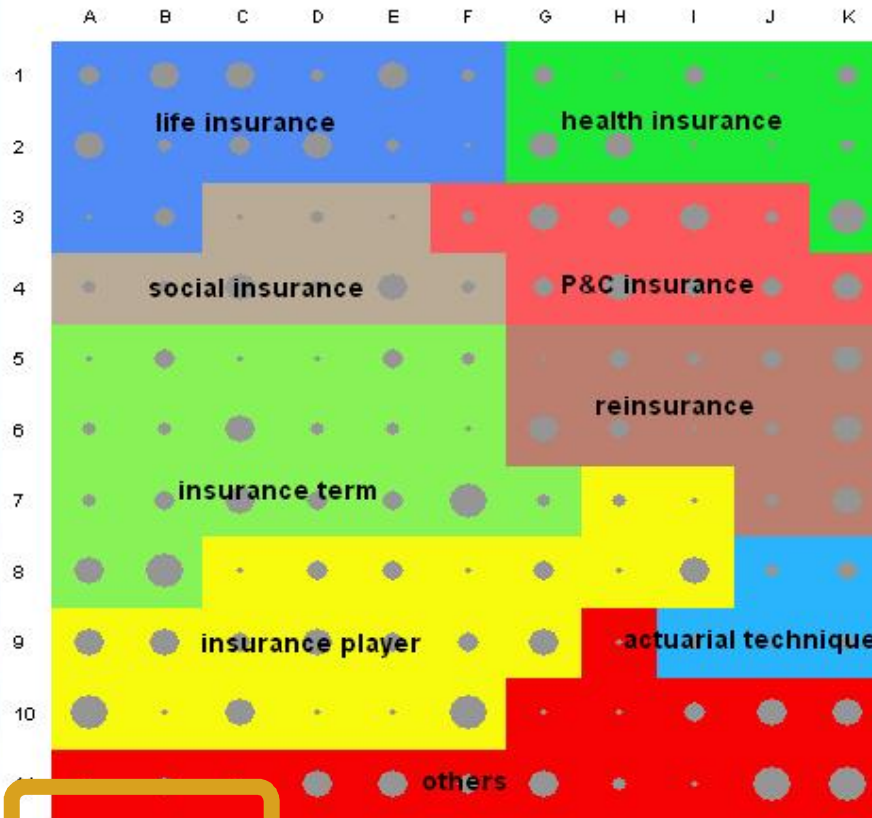 A B C D E F G H I J K
1
life insurance health insurance
2
3
4 social insurance P&C insurance
5
reinsurance
6
insurance term
7
8
9 insurance player actuarial technique
10
others